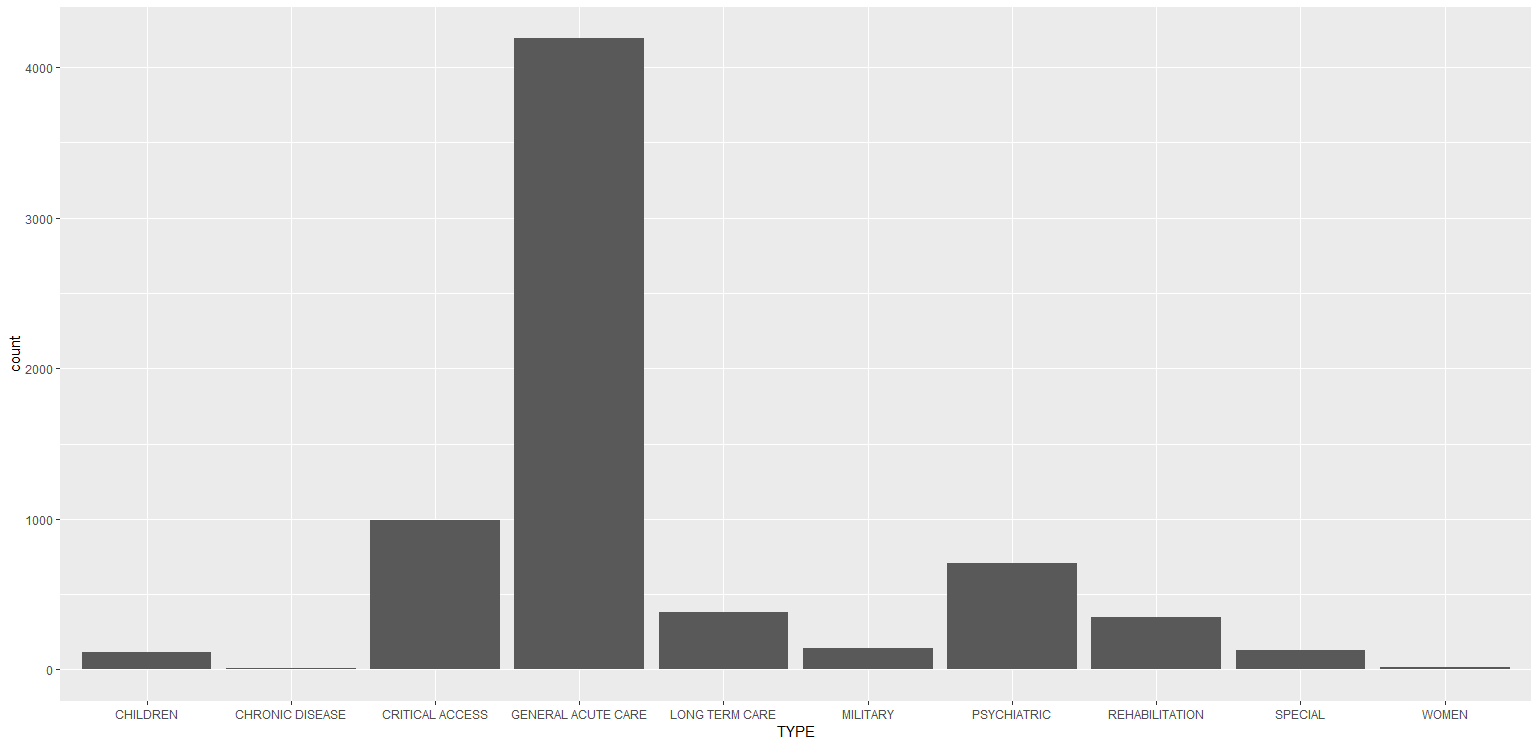 4000
3000
2000
1000
0
count
CHILDREN
CHRONIC DISEASE
CRITICAL ACCESS
GENERAL ACUTE CARE
LONG TERM CARE
MILITARY
PSYCHIATRIC
REHABILITATION
SPECIAL
WOMEN
TYPE